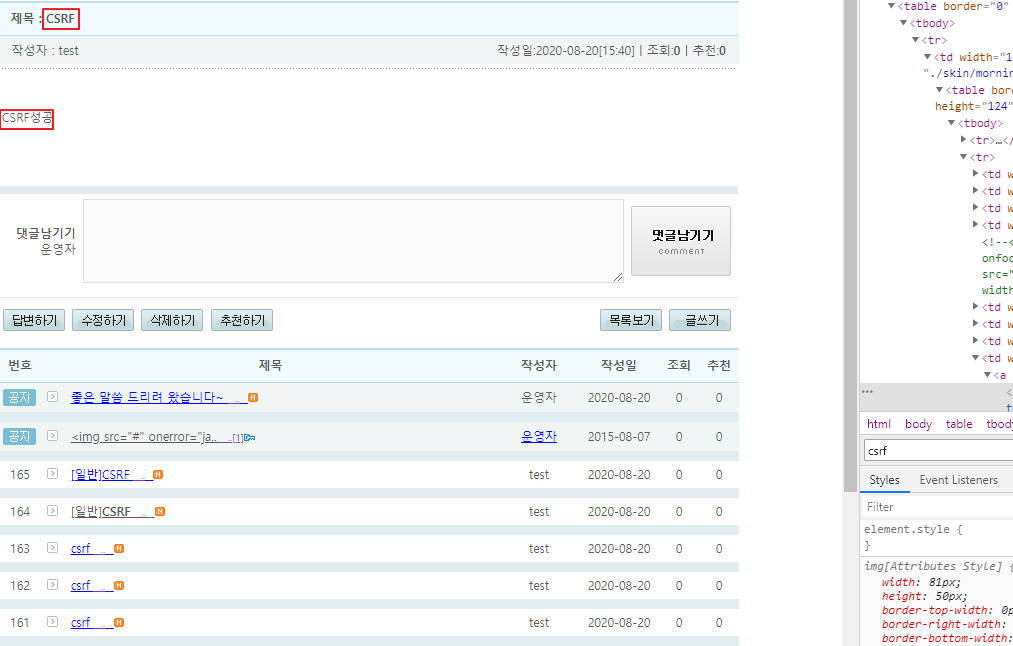 제목 : CSRF
작성자 : test 작성일:2020-08-20[15:40] | 조회:0 | 추천:0
CSRF성공
댓글남기기
운영자
댓글남기기
COMMENT
답변하기 수정하기 삭제하기 추천하기 목록보기 글쓰기
번호 제목 작성자 작성일 조회 추천
공지 좋은 말씀 드리려 왔습니다~ ... N 운영자 2020-08-20 0 0
공지 <img src="#" onerror="ja.. ...[1] 운영자 2015-08-07 0 0
165 [일반]CSRF ... N test 2020-08-20 0 0
164 [일반]CSRF ... N test 2020-08-20 0 0
163 csrf ... N test 2020-08-20 0 0
162 csrf ... N test 2020-08-20 0 0
161 csrf ... N test 2020-08-20 0 0
▼<table border="0"
▼<tbody>
▼<tr>
▼<td width="1
"./skin/mornin
▼<table bor
height="124"
▼<tbody>
▶<tr>…</
▼<tr>
▶<td w
▶<td w
▶<td w
▶<td w
<!--<
onfoc
src="
width
▶<td w
▶<td w
▶<td w
▼<td w
▼<a
... <
t
html body table tbody
csrf
Styles Event Listeners
Filter
element.style {
}
img[Attributes Style] {
width: 81px;
height: 50px;
border-top-width: 0p
border-right-width:
border-bottom-width: